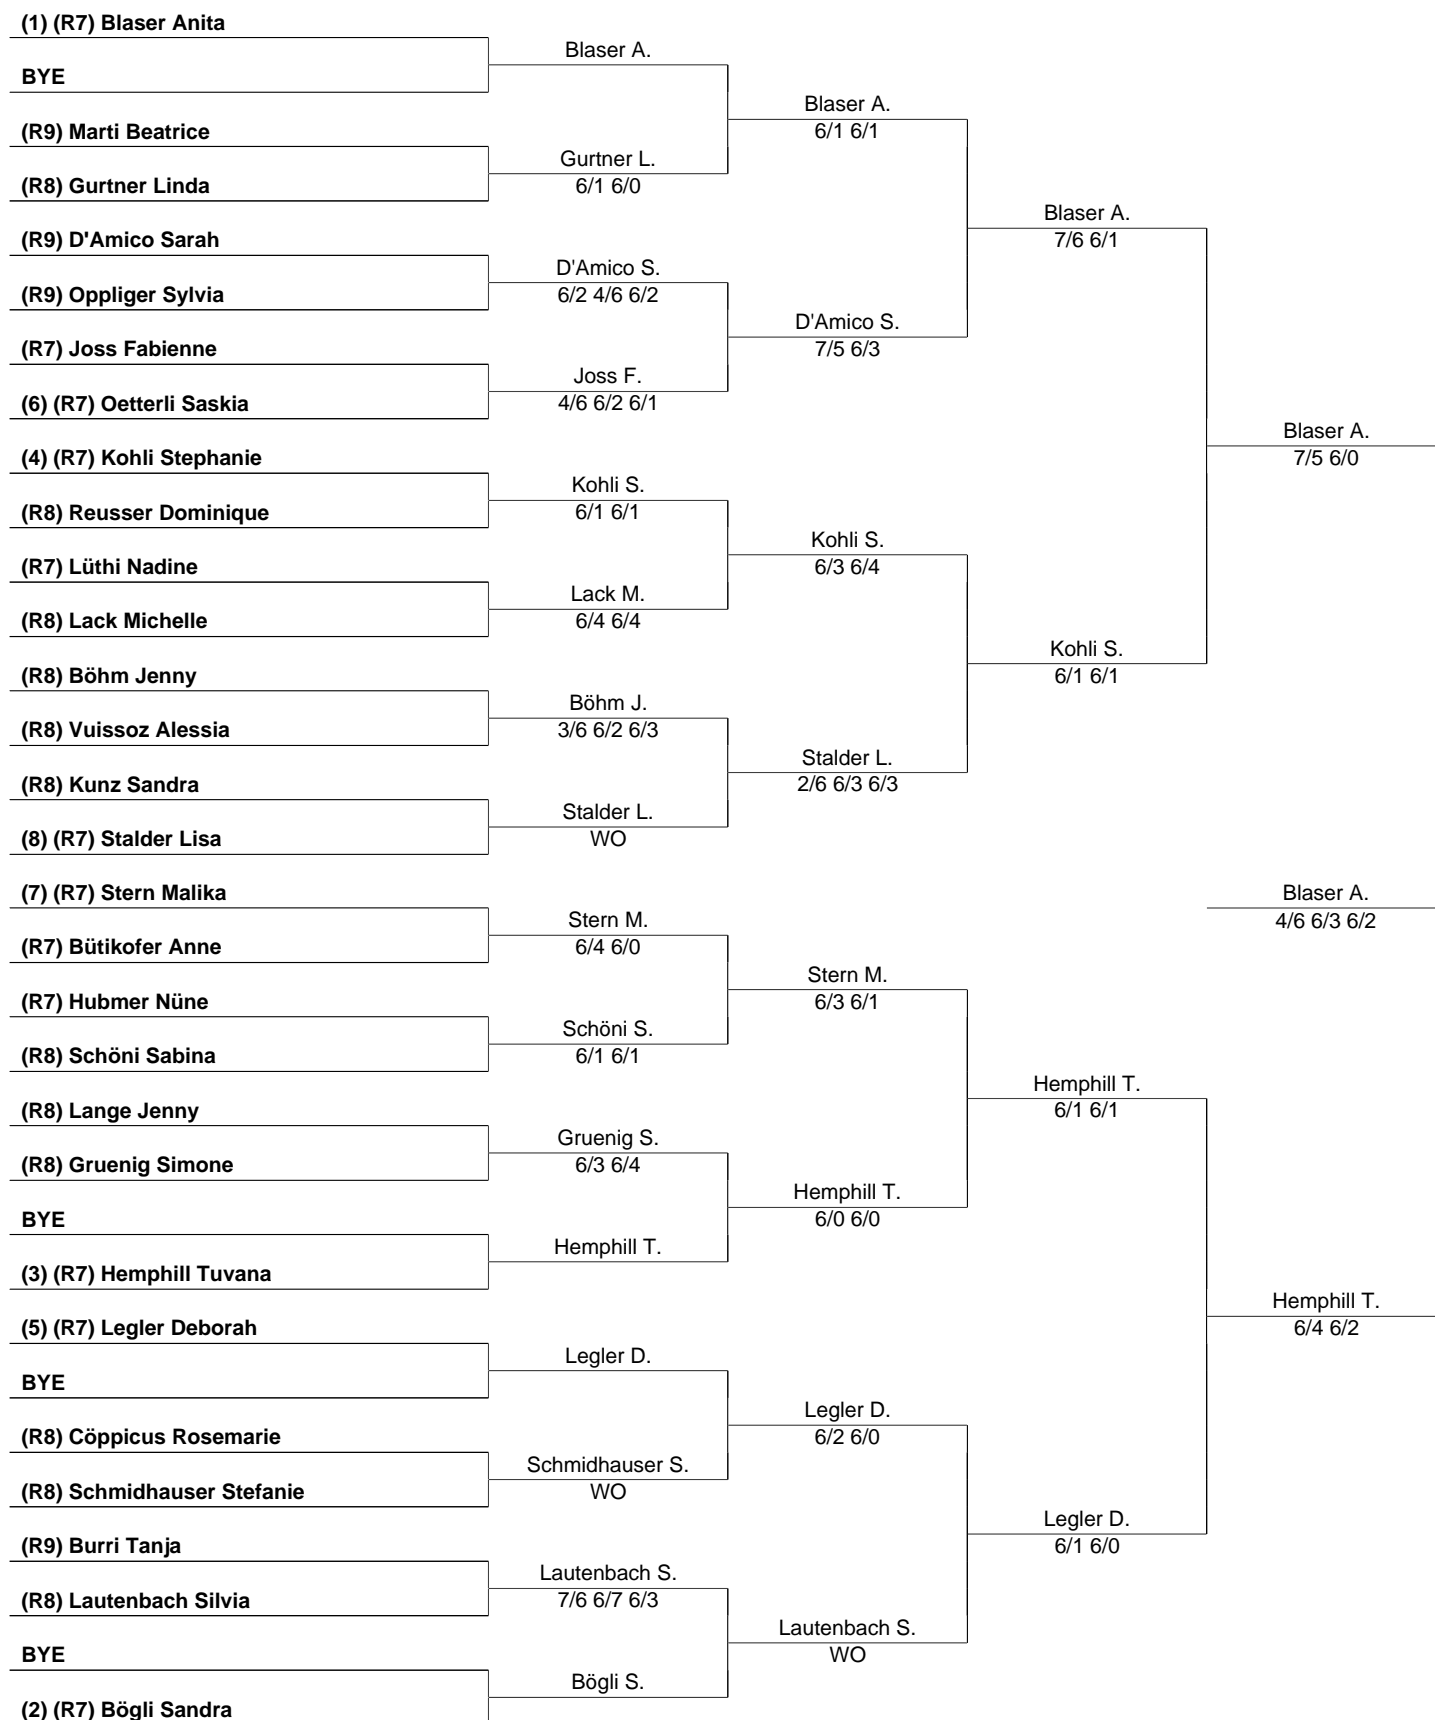 (1) (R7) Blaser Anita
BYE
(R9) Marti Beatrice
(R8) Gurtner Linda
(R9) D'Amico Sarah
(R9) Oppliger Sylvia
(R7) Joss Fabienne
(6) (R7) Oetterli Saskia
(4) (R7) Kohli Stephanie
(R8) Reusser Dominique
(R7) Lüthi Nadine
(R8) Lack Michelle
(R8) Böhm Jenny
(R8) Vuissoz Alessia
(R8) Kunz Sandra
(8) (R7) Stalder Lisa
(7) (R7) Stern Malika
(R7) Bütikofer Anne
(R7) Hubmer Nüne
(R8) Schöni Sabina
(R8) Lange Jenny
(R8) Gruenig Simone
BYE
(3) (R7) Hemphill Tuvana
(5) (R7) Legler Deborah
BYE
(R8) Cöppicus Rosemarie
(R8) Schmidhauser Stefanie
(R9) Burri Tanja
(R8) Lautenbach Silvia
BYE
(2) (R7) Bögli Sandra
Blaser A.
Gurtner L.
6/1 6/0
D'Amico S.
6/2 4/6 6/2
Joss F.
4/6 6/2 6/1
Kohli S.
6/1 6/1
Lack M.
6/4 6/4
Böhm J.
3/6 6/2 6/3
Stalder L.
WO
Stern M.
6/4 6/0
Schöni S.
6/1 6/1
Gruenig S.
6/3 6/4
Hemphill T.
Legler D.
Schmidhauser S.
WO
Lautenbach S.
7/6 6/7 6/3
Bögli S.
Blaser A.
6/1 6/1
D'Amico S.
7/5 6/3
Kohli S.
6/3 6/4
Stalder L.
2/6 6/3 6/3
Stern M.
6/3 6/1
Hemphill T.
6/0 6/0
Legler D.
6/2 6/0
Lautenbach S.
WO
Blaser A.
7/6 6/1
Kohli S.
6/1 6/1
Hemphill T.
6/1 6/1
Legler D.
6/1 6/0
Blaser A.
7/5 6/0
Blaser A.
4/6 6/3 6/2
Hemphill T.
6/4 6/2